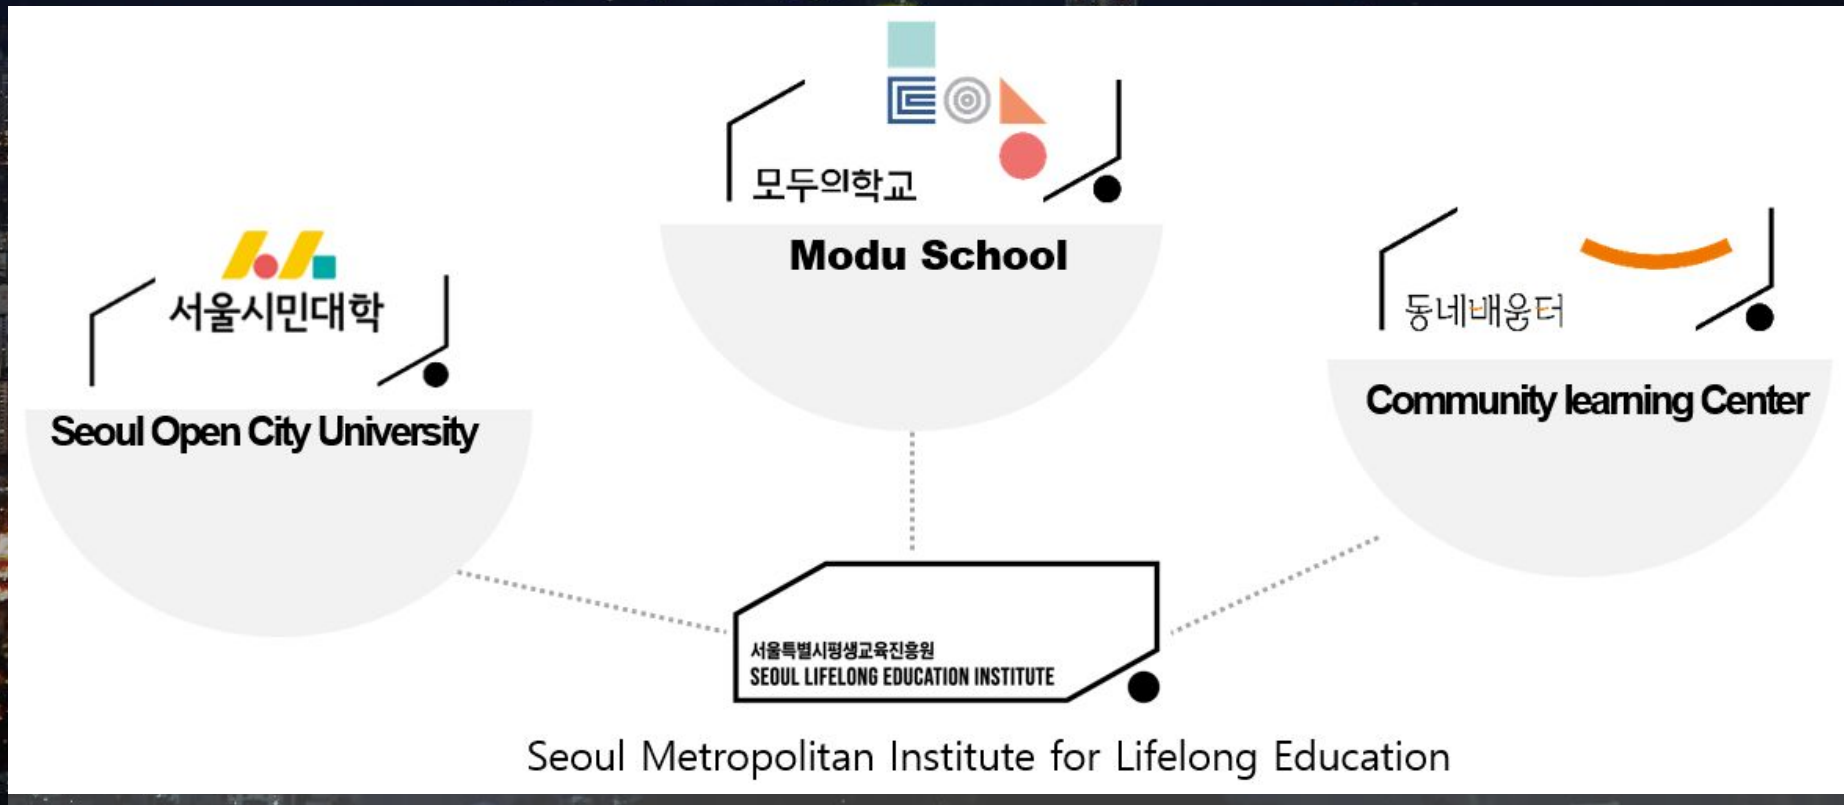 모두의학교
Modu School
서울시민대학
Seoul Open City University
동네배움터
Community learning Center
서울특별시평생교육진흥원
SEOUL LIFELONG EDUCATION INSTITUTE
Seoul Metropolitan Institute for Lifelong Education